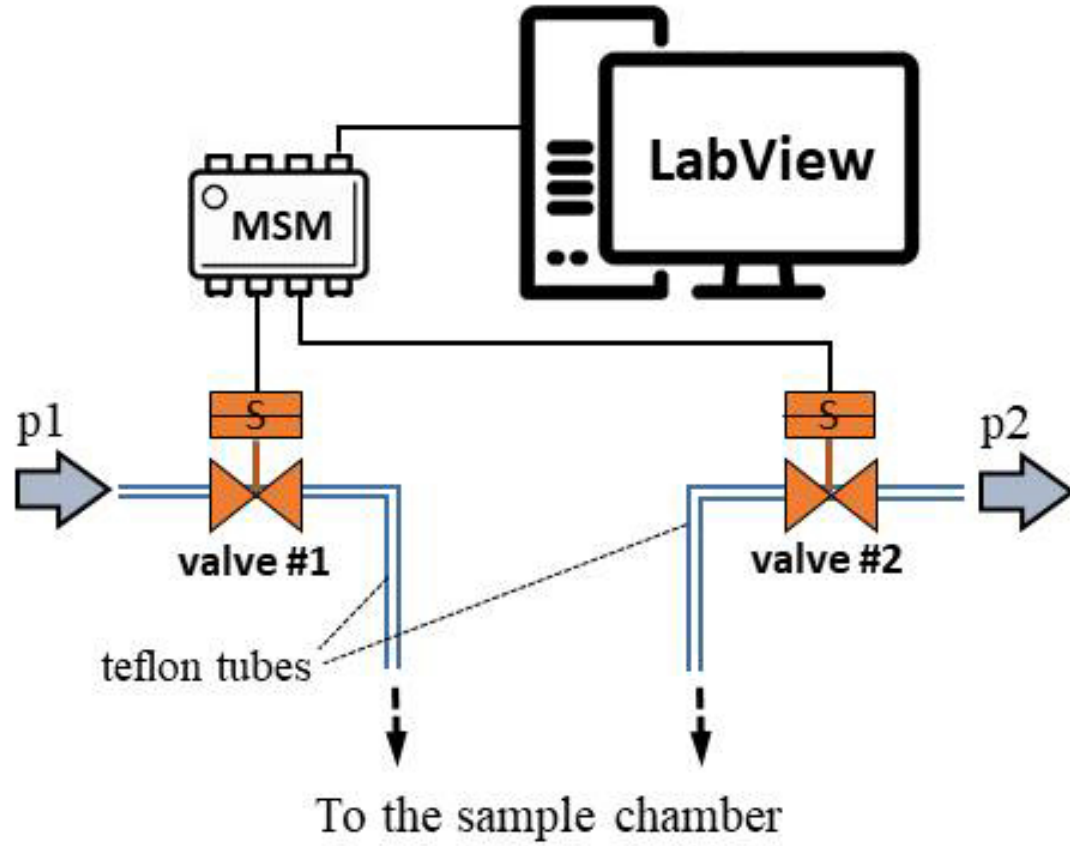 LabView
MSM
p1
S
S
p2
valve #1
valve #2
teflon tubes
To the sample chamber